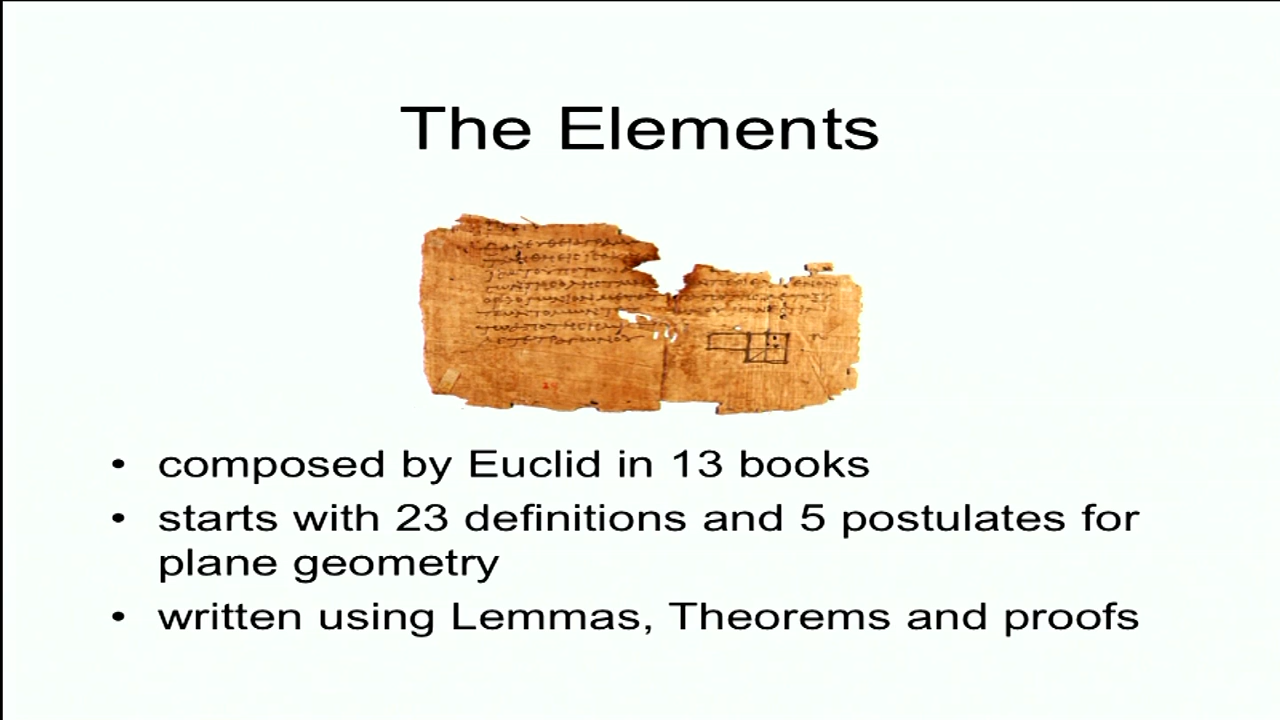 The Elements
• composed by Euclid in 13 books
• starts with 23 definitions and 5 postulates for
plane geometry
• written using Lemmas, Theorems and proofs